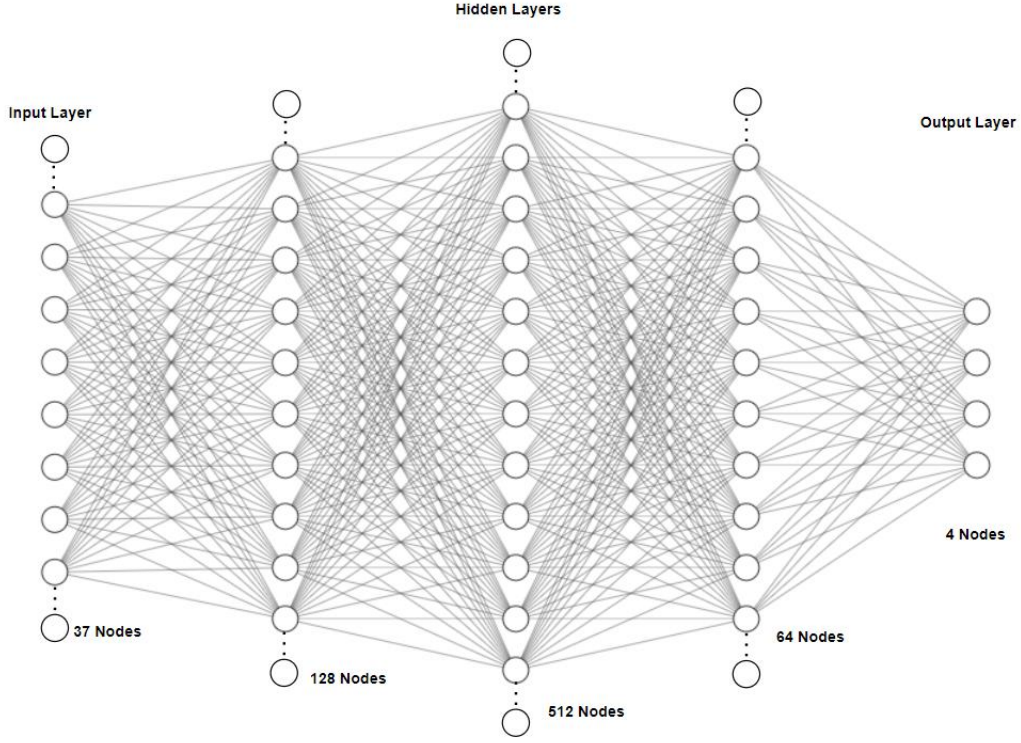 Hidden Layers
Input Layer
Output Layer
4 Nodes
37 Nodes
64 Nodes
128 Nodes
512 Nodes